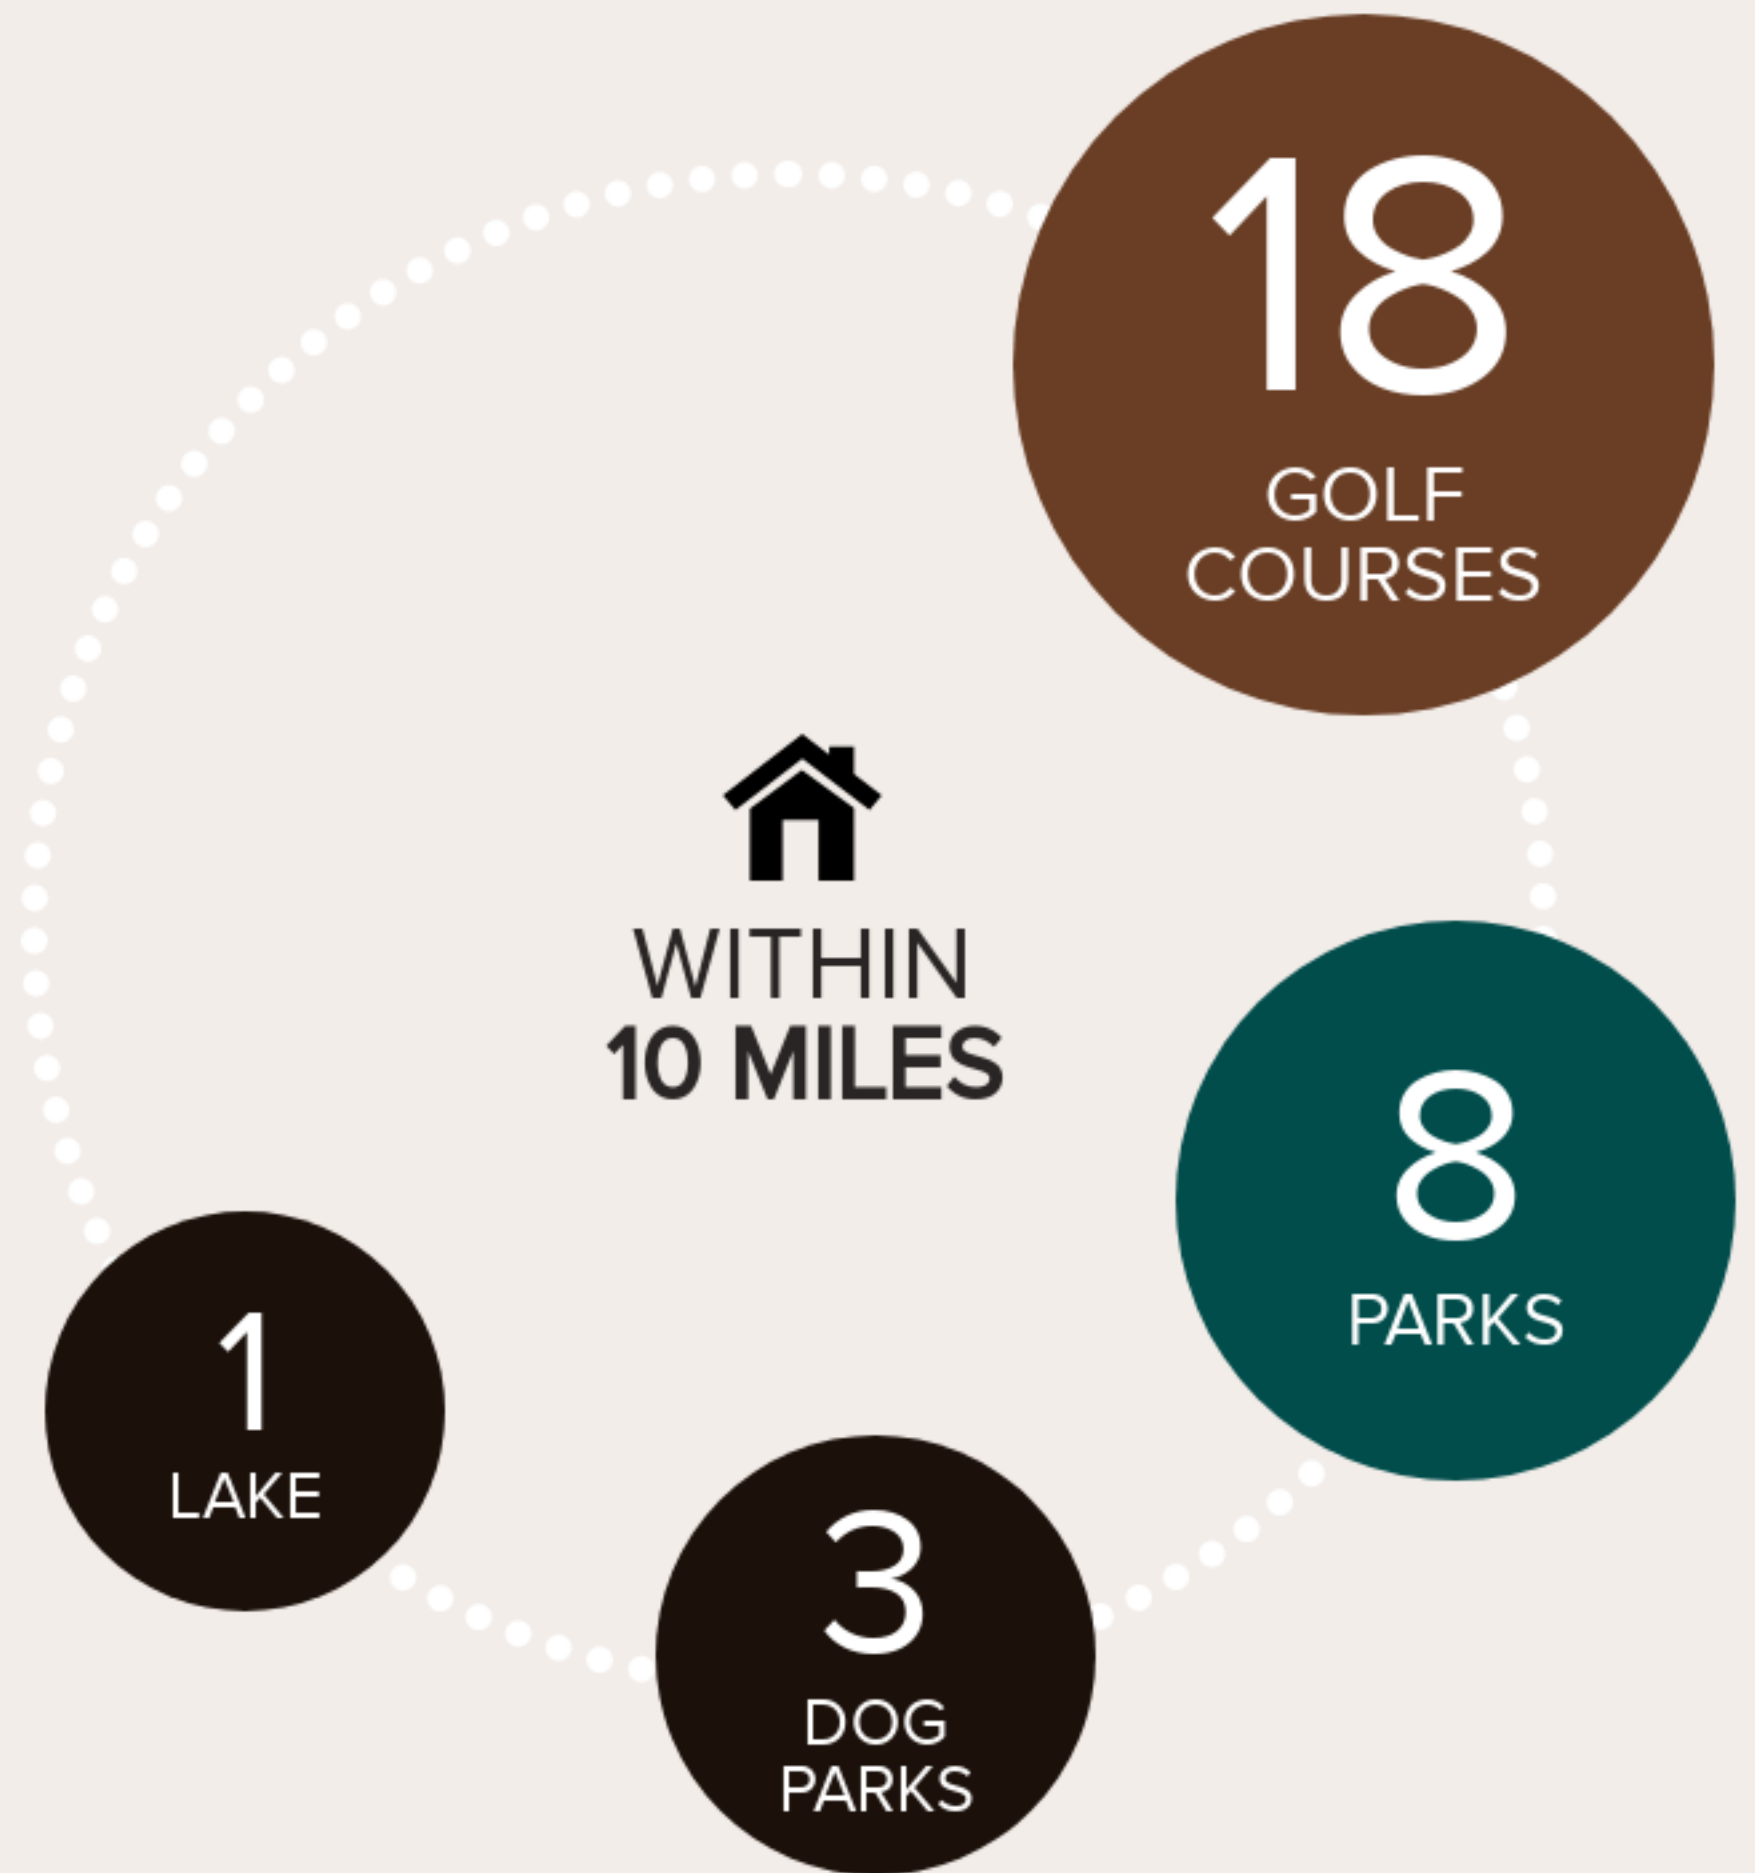 18
GOLF
COURSES
WITHIN
10 MILES
8
PARKS
1
LAKE
3
DOG
PARKS